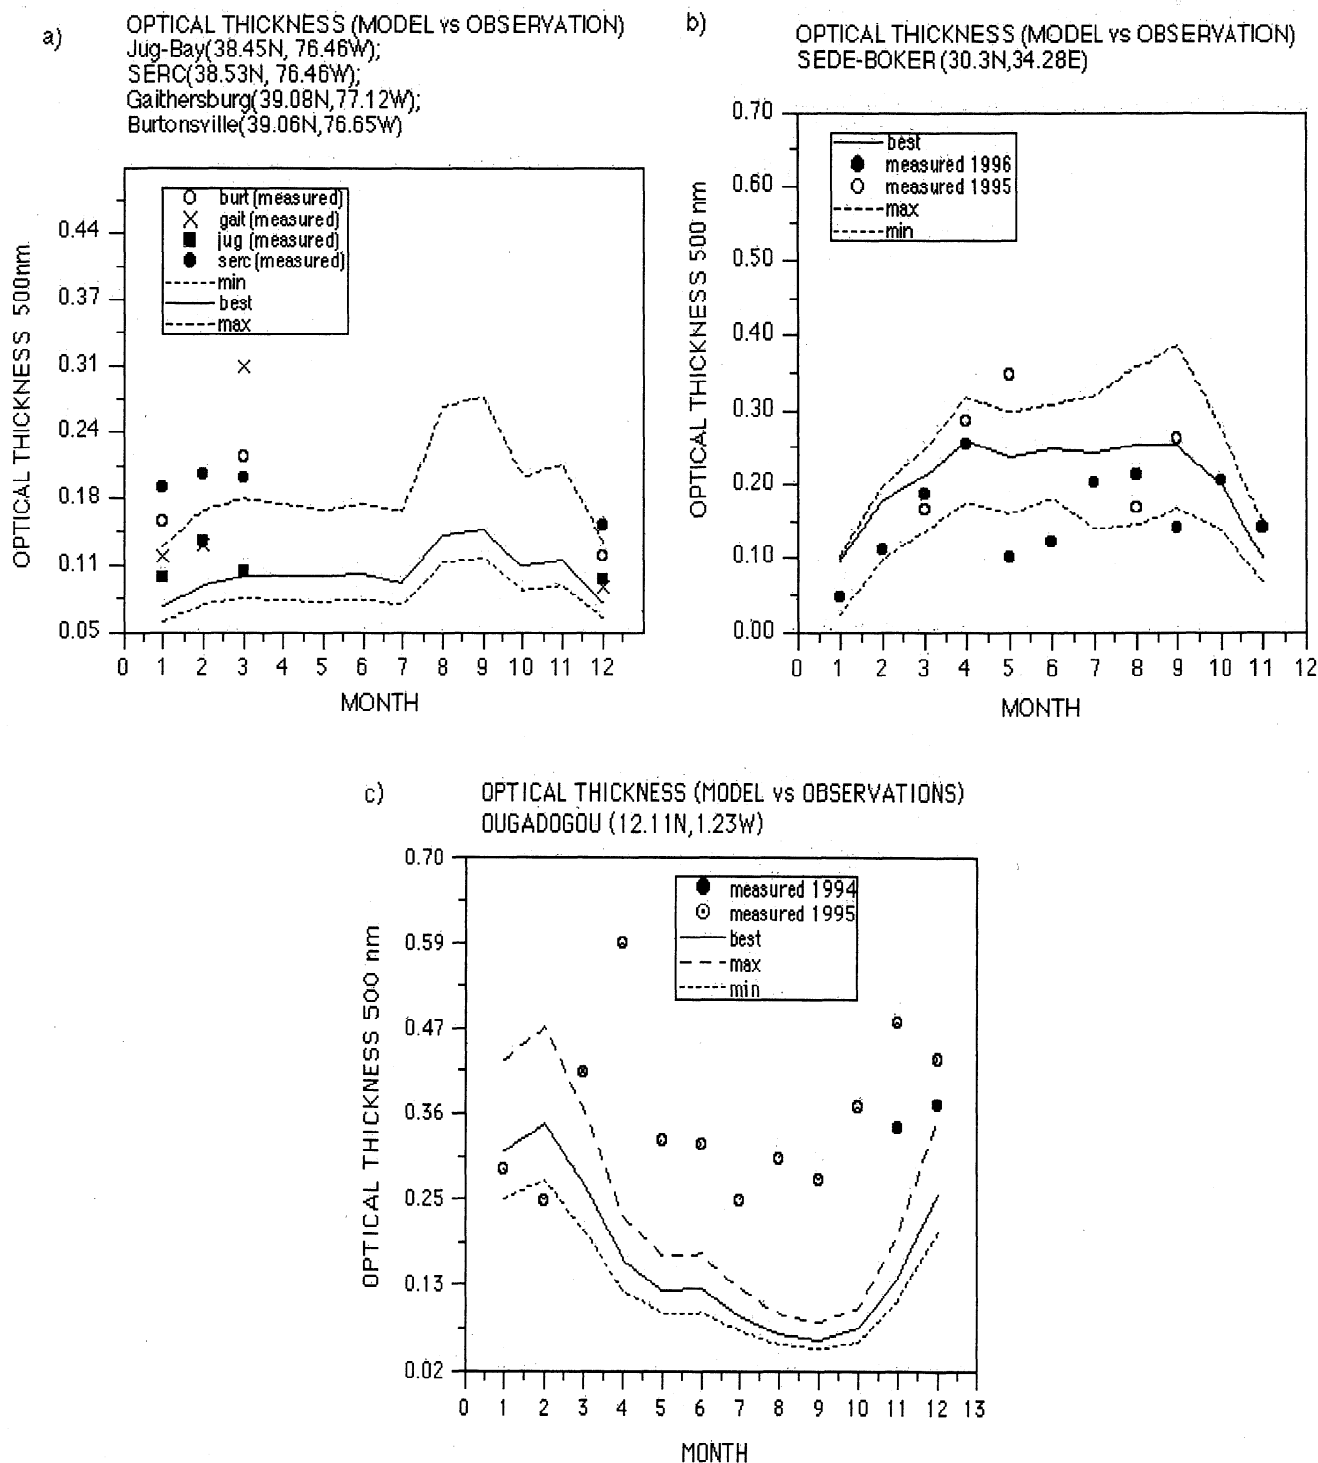 a)
OPTICAL THICKNESS (MODEL vs OBSERVATION)
Jug-Bay(38.45N, 76.46W);
SERC(38.53N, 76.46W);
Gaithersburg(39.08N,77.12W);
Burtonsville(39.06N,76.65W)
burt (measured)
gait (measured)
jug (measured)
serc (measured)
min
best
max
OPTICAL THICKNESS 500nm
0.44
0.37
0.31
0.24
0.18
0.11
0.05
0 1 2 3 4 5 6 7 8 9 10 11 12
MONTH
b)
OPTICAL THICKNESS (MODEL vs OBSERVATION)
SEDE-BOKER (30.3N,34.28E)
best
measured 1996
measured 1995
max
min
OPTICAL THICKNESS 500 nm
0.70
0.60
0.50
0.40
0.30
0.20
0.10
0.00
0 1 2 3 4 5 6 7 8 9 10 11 12
MONTH
c)
OPTICAL THICKNESS (MODEL vs OBSERVATIONS)
OUGADOGOU (12.11N,1.23W)
measured 1994
measured 1995
best
max
min
OPTICAL THICKNESS 500 nm
0.70
0.59
0.47
0.36
0.25
0.13
0.02
0 1 2 3 4 5 6 7 8 9 10 11 12 13
MONTH